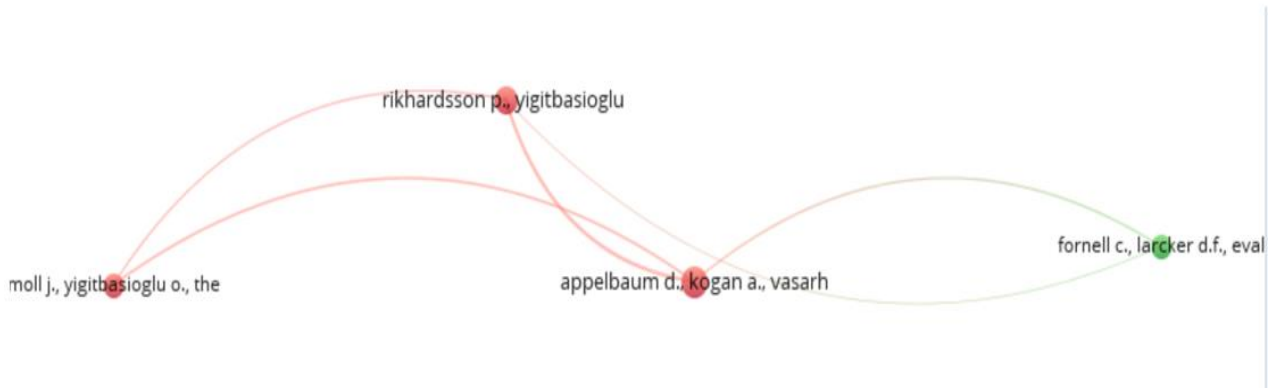 rikhardsson p., yigitbasioglu
fornell c., larcker d.f., eval
moll j., yigitbasioglu o., the
appelbaum d., kogan a., vasarh